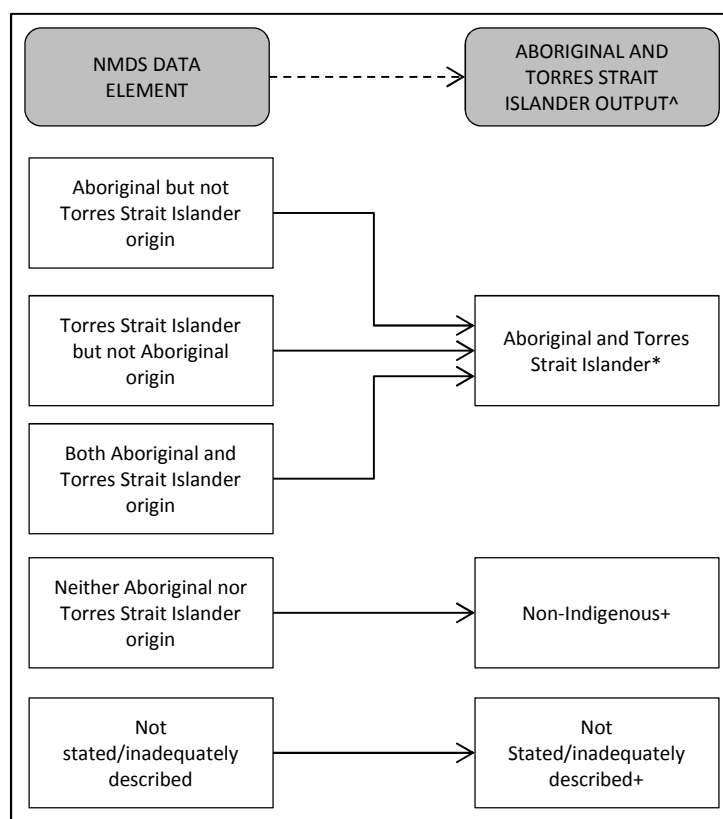 NMDS DATA
ELEMENT
ABORIGINAL AND
TORRES STRAIT
ISLANDER OUTPUT^
Aboriginal but not
Torres Strait Islander
origin
Torres Strait Islander
but not Aboriginal
origin
Aboriginal and Torres
Strait Islander*
Both Aboriginal and
Torres Strait Islander
origin
Neither Aboriginal nor
Torres Strait Islander
origin
Non-Indigenous+
Not
stated/inadequately
described
Not
Stated/inadequately
described+